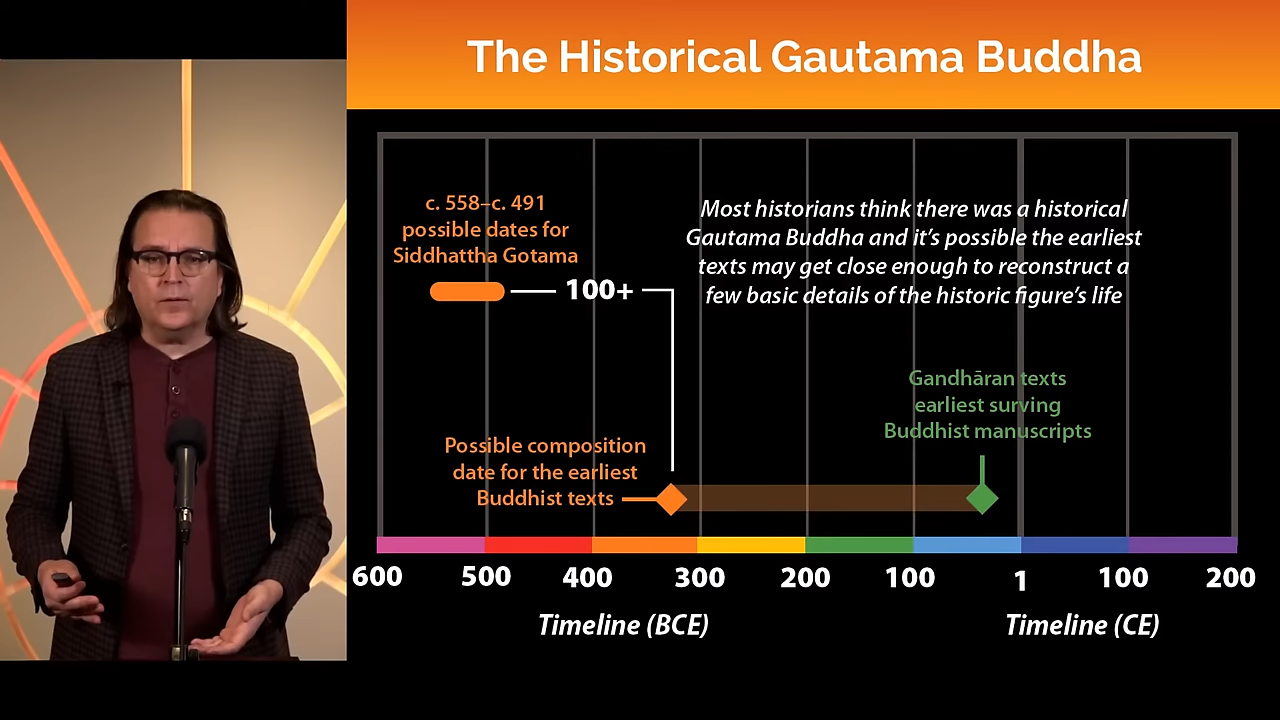 The Historical Gautama Buddha
c. 558–c. 491
possible dates for
Siddhattha Gotama
100+
Most historians think there was a historical
Gautama Buddha and it's possible the earliest
texts may get close enough to reconstruct a
few basic details of the historic figure's life
Gandhāran texts
earliest surving
Buddhist manuscripts
Possible composition
date for the earliest
Buddhist texts
600 500 400 300 200 100 1 100 200
Timeline (BCE) Timeline (CE)